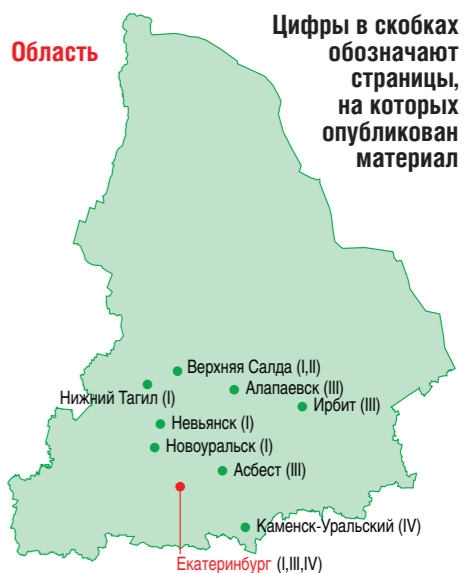 Область
Цифры в скобках
обозначают
страницы,
на которых
опубликован
материал
Верхняя Салда (I,II)
Алапаевск (III)
Нижний Тагил (I)
Ирбит (III)
Невьянск (I)
Новоуральск (I)
Асбест (III)
Каменск-Уральский (IV)
Екатеринбург (I,III,IV)